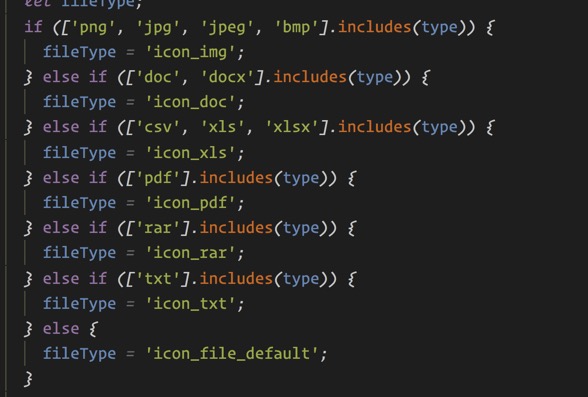 let fileType;
if (['png', 'jpg', 'jpeg', 'bmp'].includes(type)) {
fileType = 'icon_img';
} else if (['doc', 'docx'].includes(type)) {
fileType = 'icon_doc';
} else if (['csv', 'xls', 'xlsx'].includes(type)) {
fileType = 'icon_xls';
} else if (['pdf'].includes(type)) {
fileType = 'icon_pdf';
} else if (['rar'].includes(type)) {
fileType = 'icon_rar';
} else if (['txt'].includes(type)) {
fileType = 'icon_txt';
} else {
fileType = 'icon_file_default';
}